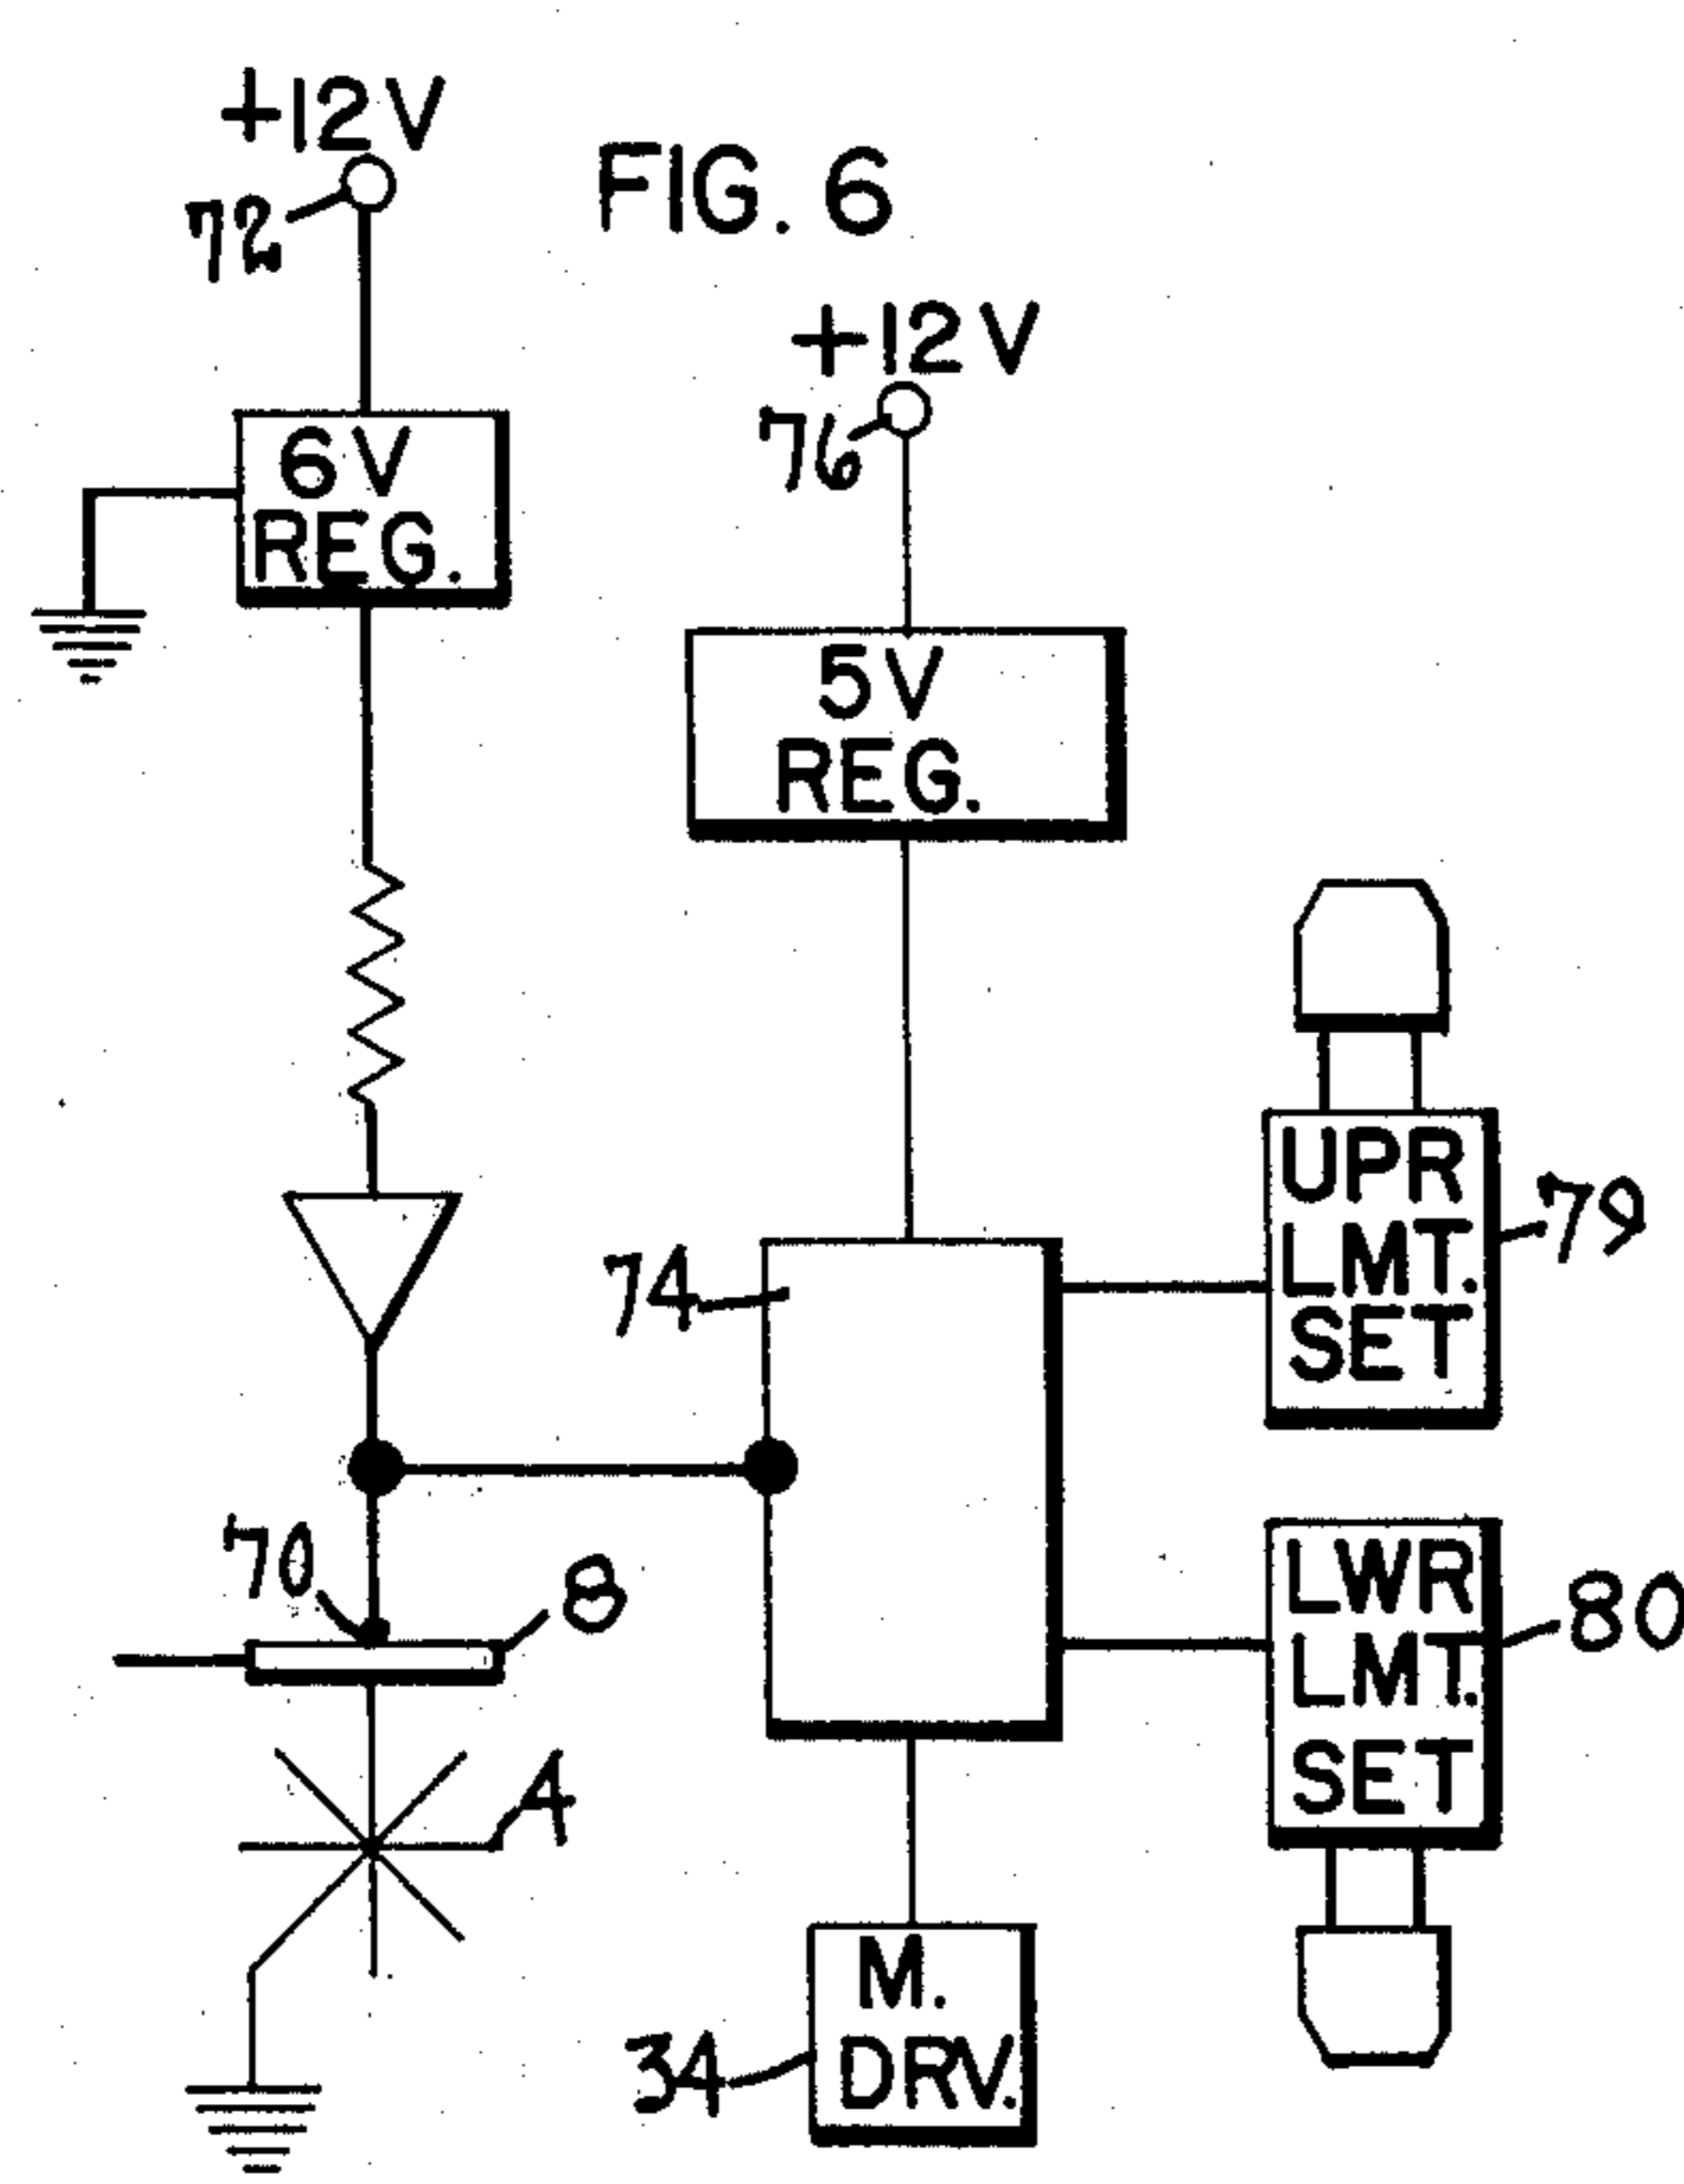 +12V
72
FIG. 6
+12V
76
6V
REG.
5V
REG.
UPR
LMT.
SET
79
74
70
8
LWR
LMT.
SET
80
A
M.
DRV.
34